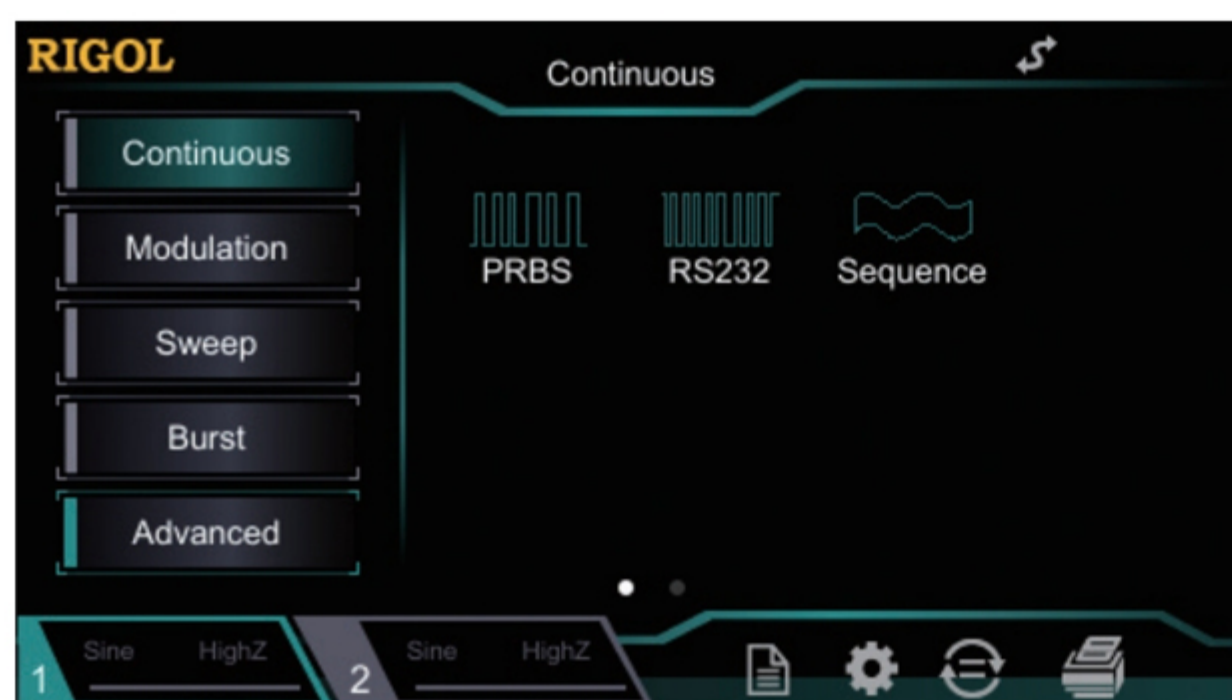 RIGOL
Continuous
Continuous
Modulation
Sweep
Burst
Advanced
PRBS RS232 Sequence
1 Sine HighZ 2 Sine HighZ